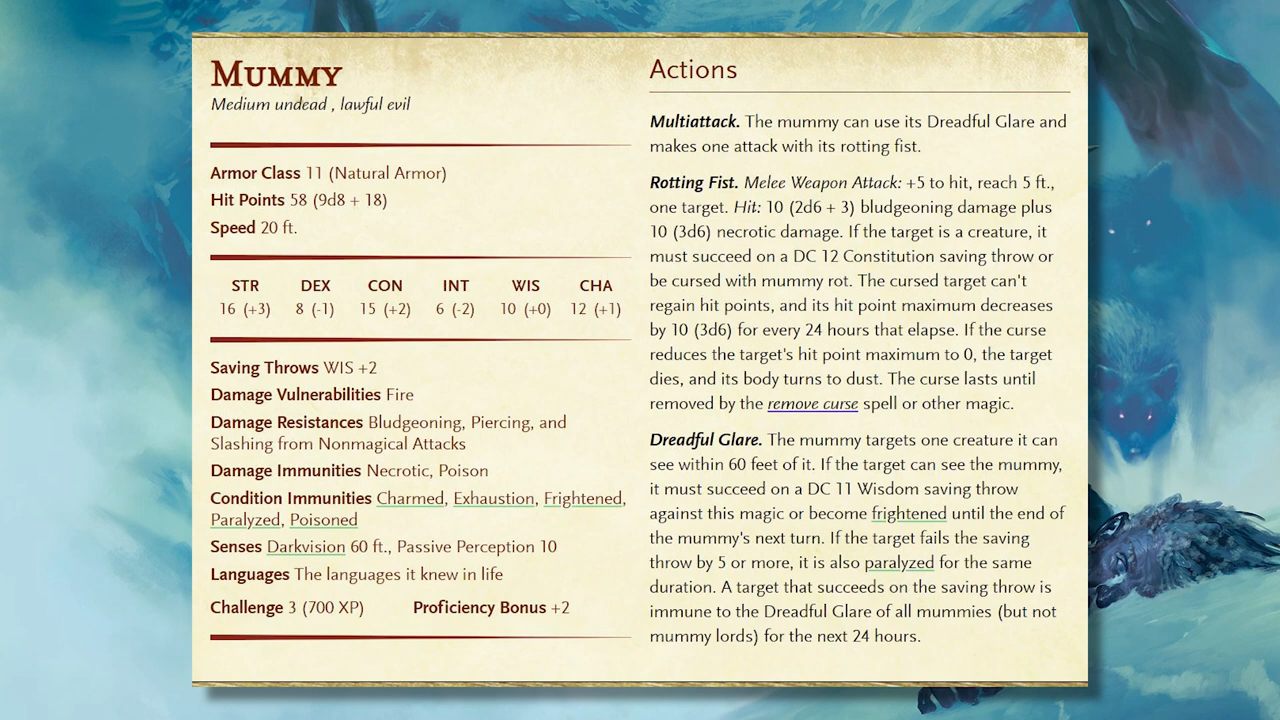 Mummy
Medium undead , lawful evil
Armor Class 11 (Natural Armor)
Hit Points 58 (9d8 + 18)
Speed 20 ft.
STR DEX CON INT WIS CHA
16 (+3) 8 (-1) 15 (+2) 6 (-2) 10 (+0) 12 (+1)
Saving Throws WIS +2
Damage Vulnerabilities Fire
Damage Resistances Bludgeoning, Piercing, and
Slashing from Nonmagical Attacks
Damage Immunities Necrotic, Poison
Condition Immunities Charmed, Exhaustion, Frightened,
Paralyzed, Poisoned
Senses Darkvision 60 ft., Passive Perception 10
Languages The languages it knew in life
Challenge 3 (700 XP) Proficiency Bonus +2
Actions
Multiattack. The mummy can use its Dreadful Glare and
makes one attack with its rotting fist.
Rotting Fist. Melee Weapon Attack: +5 to hit, reach 5 ft.,
one target. Hit: 10 (2d6 + 3) bludgeoning damage plus
10 (3d6) necrotic damage. If the target is a creature, it
must succeed on a DC 12 Constitution saving throw or
be cursed with mummy rot. The cursed target can't
regain hit points, and its hit point maximum decreases
by 10 (3d6) for every 24 hours that elapse. If the curse
reduces the target's hit point maximum to 0, the target
dies, and its body turns to dust. The curse lasts until
removed by the remove curse spell or other magic.
Dreadful Glare. The mummy targets one creature it can
see within 60 feet of it. If the target can see the mummy,
it must succeed on a DC 11 Wisdom saving throw
against this magic or become frightened until the end of
the mummy's next turn. If the target fails the saving
throw by 5 or more, it is also paralyzed for the same
duration. A target that succeeds on the saving throw is
immune to the Dreadful Glare of all mummies (but not
mummy lords) for the next 24 hours.